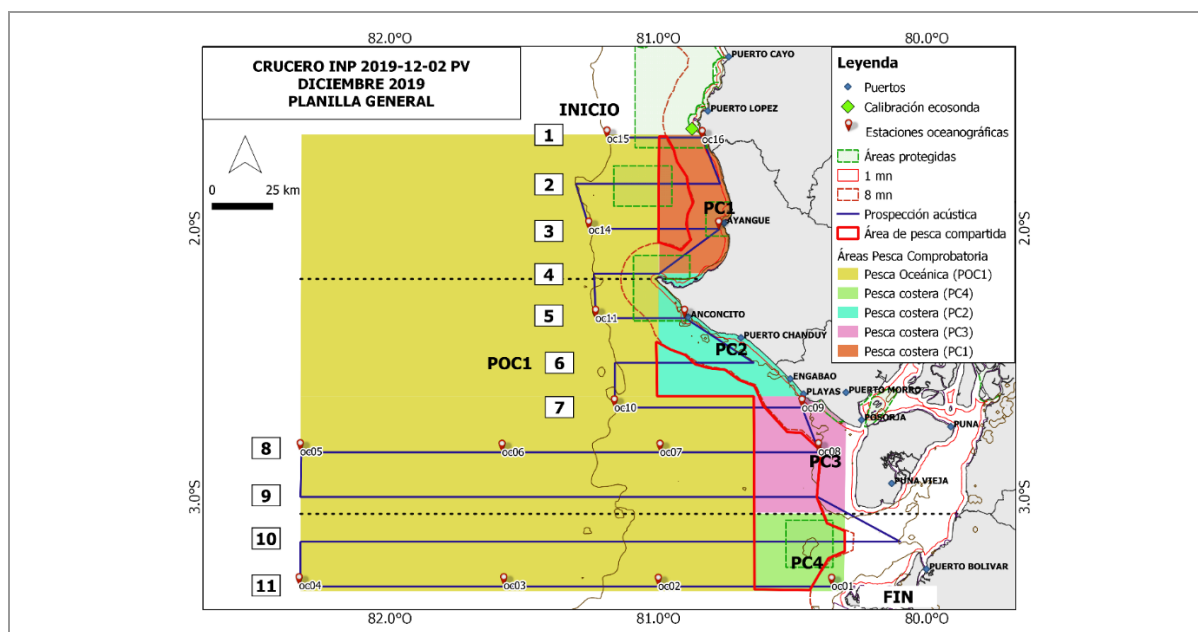 82.0°O
81.0°O
80.0°O
CRUCERO INP 2019-12-02 PV
DICIEMBRE 2019
PLANILLA GENERAL
0
25 km
INICIO
PUERTO CAYO
PUERTO LOPEZ
Leyenda
Puertos
Calibración ecosonda
Estaciones oceanográficas
Áreas protegidas
1 mn
8 mn
Prospección acústica
Área de pesca compartida
Áreas Pesca Comprobatoria
Pesca Oceánica (POC1)
Pesca costera (PC4)
Pesca costera (PC2)
Pesca costera (PC3)
Pesca costera (PC1)
1
oc15
oc16
2
PC1
AYANGUE
2.0°S
2.0°S
3
oc14
4
5
oc11
ANCONCITO
PUERTO CHANDUY
PC2
POC1
6
ENGABAO
PLAYAS
PUERTO MORRO
7
oc10
oc09
POSORJA
PUNA
8
oc05
oc06
oc07
oc08
PC3
PUNA VIEJA
9
3.0°S
3.0°S
10
PC4
PUERTO BOLIVAR
11
oc04
oc03
oc02
oc01
FIN
82.0°O
81.0°O
80.0°O